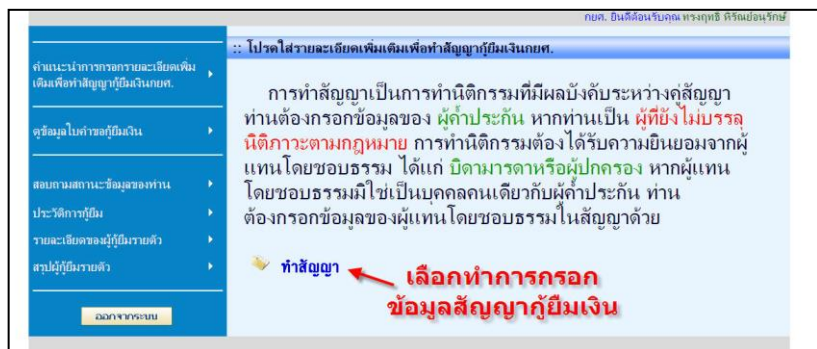 กยศ. ยินดีต้อนรับคุณ ทรงฤทธิ์ พิรัณย่อนุรักษ์
:: โปรดใส่รายละเอียดเพิ่มเติมเพื่อทำสัญญากู้ยืมเงินกยศ.
คำแนะนำการกรอกรายละเอียดเพิ่ม
เติมเพื่อทำสัญญากู้ยืมเงินกยศ.
ดูข้อมูลใบคำขอกู้ยืมเงิน
สอบถามสถานะข้อมูลของท่าน
ประวัติการกู้ยืม
รายละเอียดของผู้กู้ยืมรายตัว
สรุปผู้กู้ยืมรายตัว
ออกจากระบบ
การทำสัญญาเป็นการทำนิติกรรมที่มีผลบังคับระหว่างคู่สัญญา
ท่านต้องกรอกข้อมูลของ ผู้ค้ำประกัน หากท่านเป็น ผู้ที่ยังไม่บรรลุ
นิติภาวะตามกฎหมาย การทำนิติกรรมต้องได้รับความยินยอมจากผู้
แทนโดยชอบธรรม ได้แก่ บิดามารดาหรือผู้ปกครอง หากผู้แทน
โดยชอบธรรมมิใช่เป็นบุคคลคนเดียวกับผู้ค้ำประกัน ท่าน
ต้องกรอกข้อมูลของผู้แทนโดยชอบธรรมในสัญญาด้วย
ทำสัญญา
เลือกทำการกรอก
ข้อมูลสัญญากู้ยืมเงิน